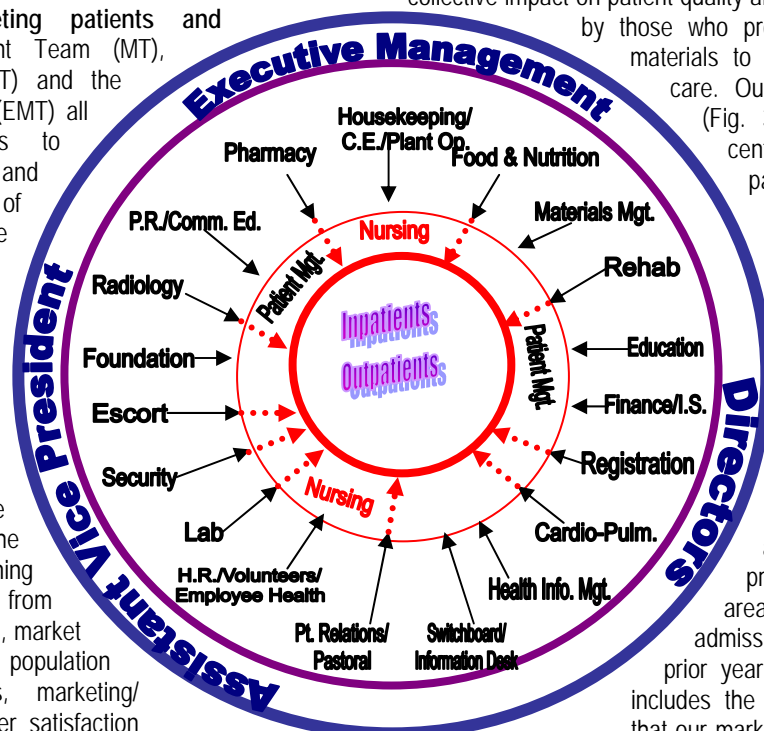 eting patients and
nt Team (MT),
T) and the
(EMT) all
s to
and
of
e
e
he
ning
from
, market
population
s, marketing/
er satisfaction
collective impact on patient quality a
by those who pr
materials to
care. Ou
(Fig.
cent
pa
pr
area
admiss
prior year
includes the
that our mark
Executive Management
Assistant Vice President
Directors
Housekeeping/
C.E./Plant Op.
Pharmacy
Food & Nutrition
P.R./Comm. Ed.
Materials Mgt.
Radiology
Rehab
Foundation
Education
Escort
Finance/I.S.
Security
Registration
Lab
Cardio-Pulm.
H.R./Volunteers/
Employee Health
Health Info. Mgt.
Pt. Relations/
Pastoral
Switchboard/
Information Desk
Nursing
Patient Mgt.
Patient Mgt.
Nursing
Inpatients
Outpatients